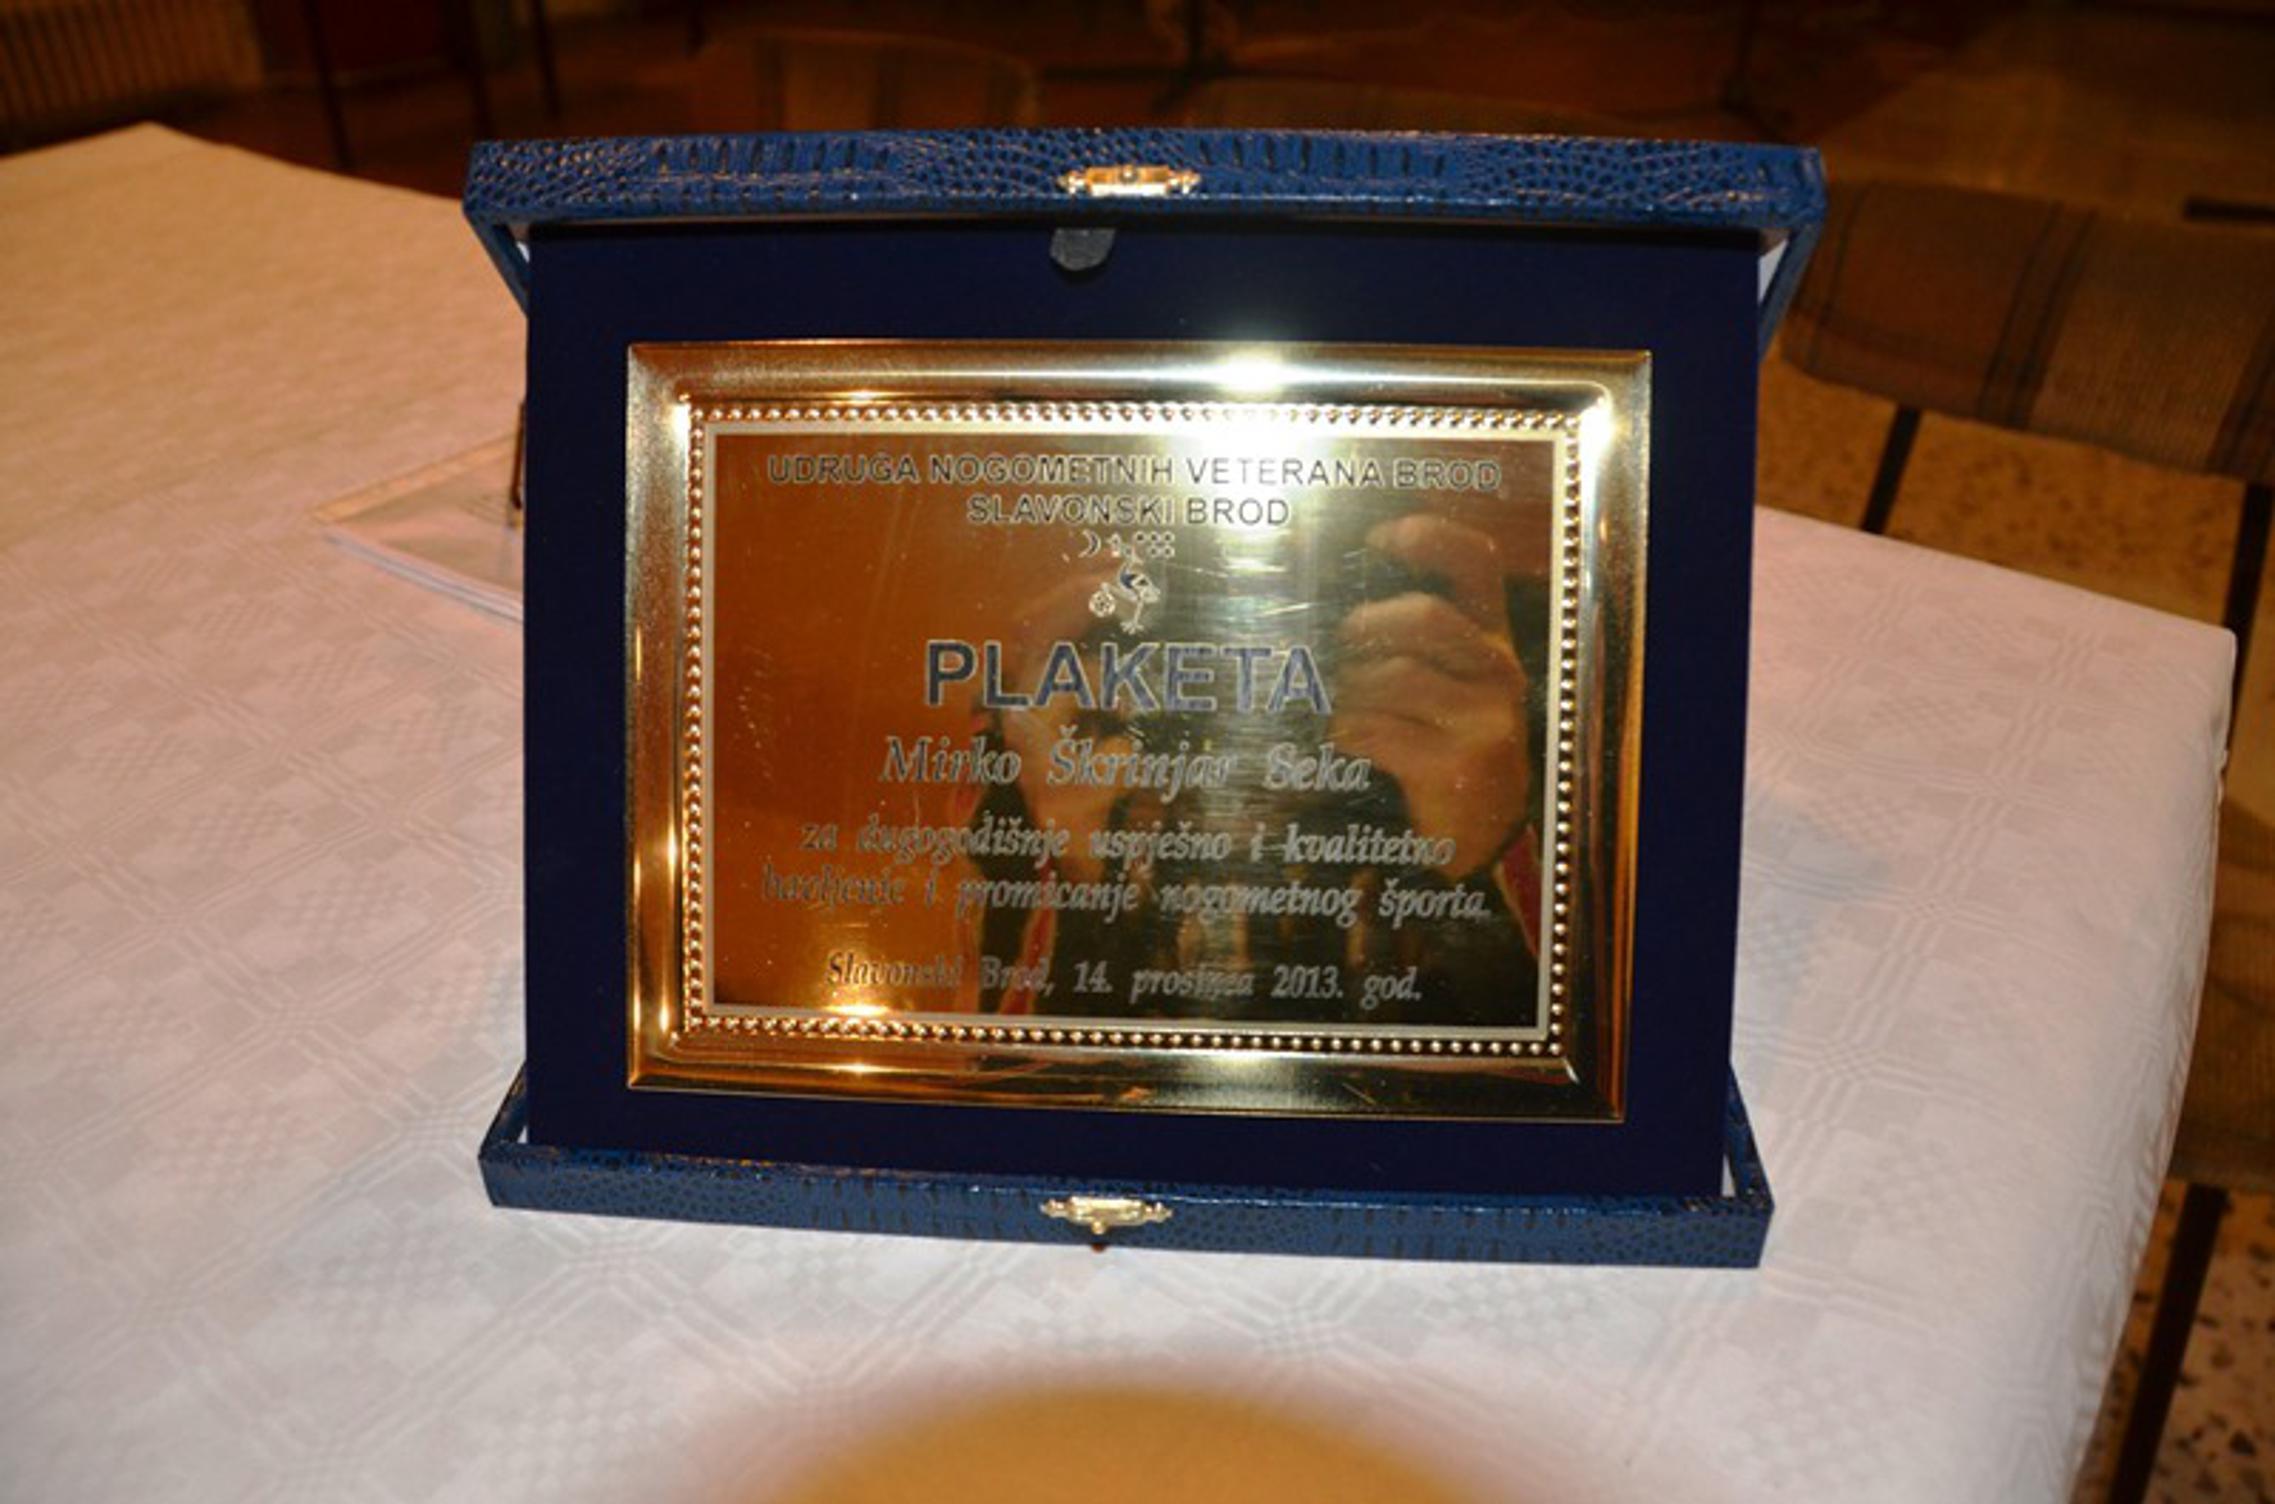 UDRUGA NOGOMETNIH VETERANA BROD
SLAVONSKI BROD
PLAKETA
Mirko Škrinjar Seka
za dugogodišnje uspješno i kvalitetno
bavljenje i promicanje nogometnog športa.
Slavonski Brod, 14. prosinca 2013. god.